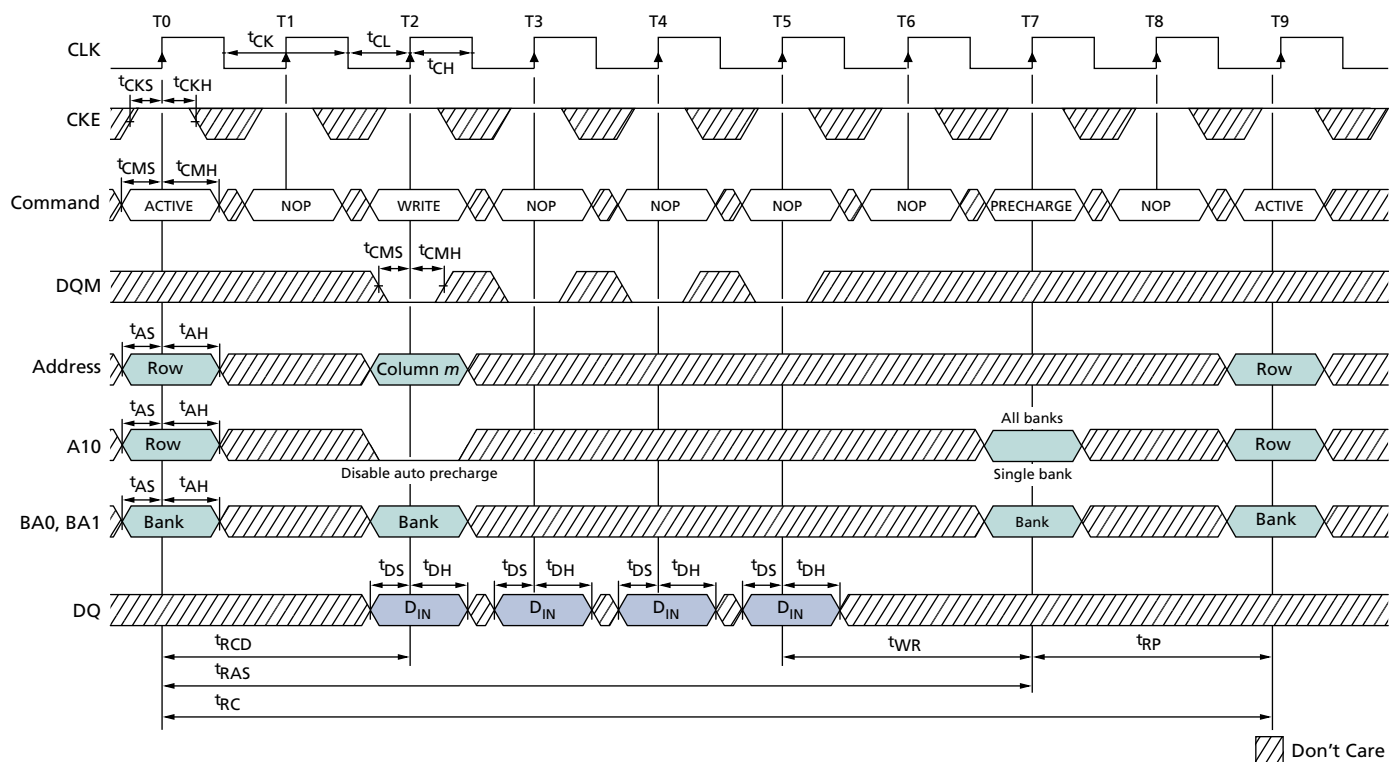 T0 T1 T2 T3 T4 T5 T6 T7 T8 T9
CLK tCK tCL tCH
tCKS tCKH
CKE
tCMS tCMH
Command ACTIVE NOP WRITE NOP NOP NOP NOP PRECHARGE NOP ACTIVE
tCMS tCMH
DQM
tAS tAH
Address Row Column m Row
tAS tAH All banks
A10 Row Row
Disable auto precharge Single bank
tAS tAH
BA0, BA1 Bank Bank Bank Bank
tDS tDH tDS tDH tDS tDH tDS tDH
DQ DIN DIN DIN DIN
tRCD tWR tRP
tRAS
tRC
Don't Care